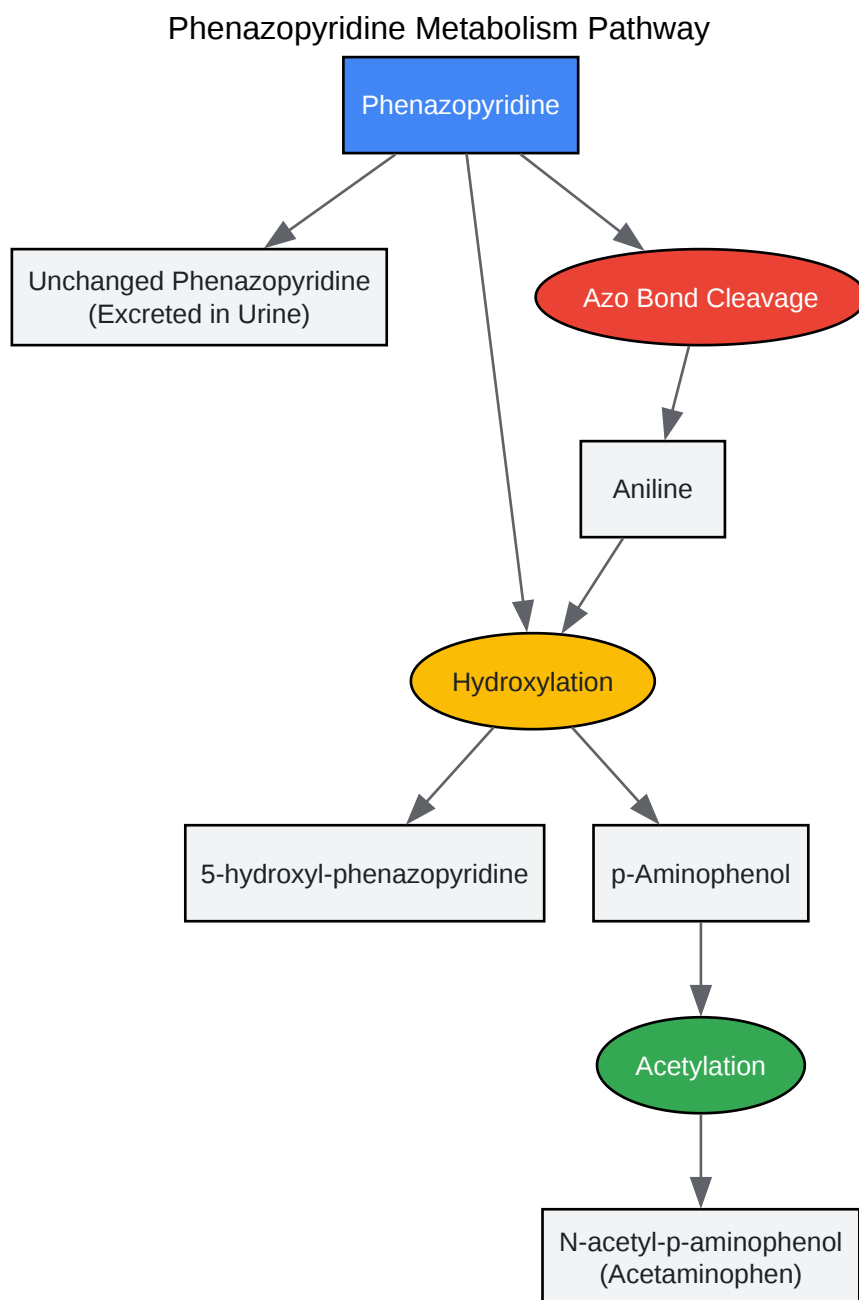 Phenazopyridine Metabolism Pathway
Phenazopyridine
Unchanged Phenazopyridine
(Excreted in Urine)
Azo Bond Cleavage
Aniline
Hydroxylation
5-hydroxyl-phenazopyridine
p-Aminophenol
Acetylation
N-acetyl-p-aminophenol
(Acetaminophen)